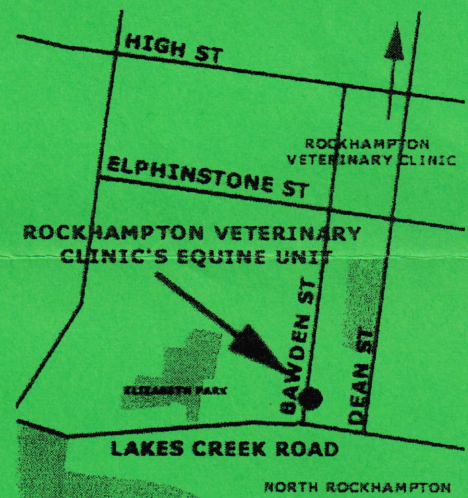 HIGH ST
ROCKHAMPTON
VETERINARY CLINIC
ELPHINSTONE ST
ROCKHAMPTON VETERINARY
CLINIC'S EQUINE UNIT
BAWDEN ST
DEAN ST
ELIZABETH PARK
LAKES CREEK ROAD
NORTH ROCKHAMPTON